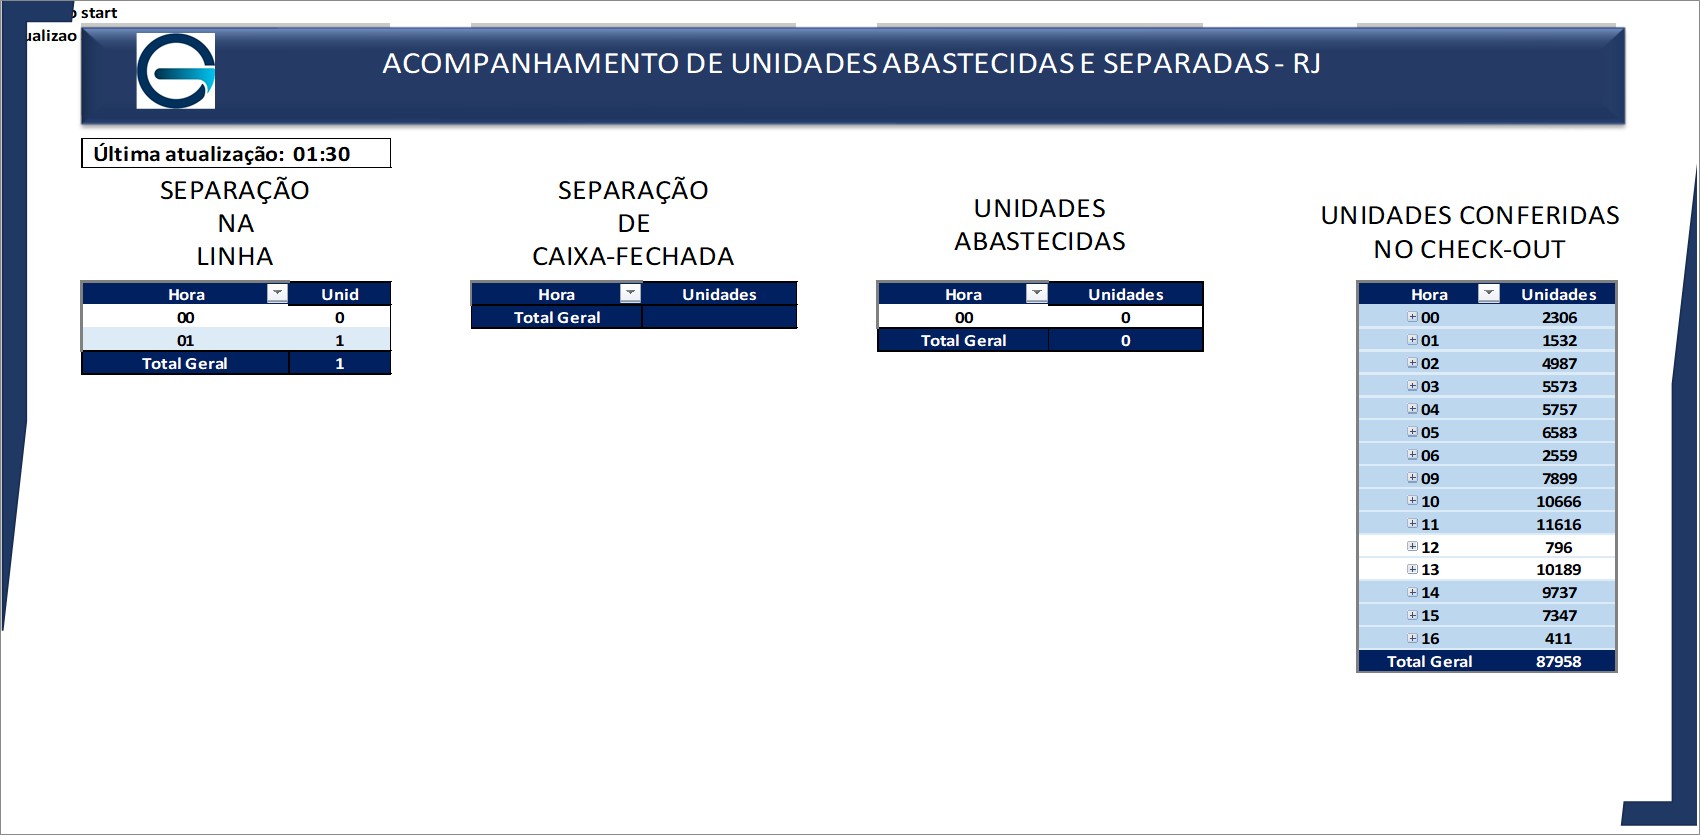 start
ualizao
ACOMPANHAMENTO DE UNIDADES ABASTECIDAS E SEPARADAS - RJ
Última atualização: 01:30
SEPARAÇÃO
NA
LINHA
Hora Unid
00 0
01 1
Total Geral 1
SEPARAÇÃO
DE
CAIXA-FECHADA
Hora Unidades
Total Geral
UNIDADES
ABASTECIDAS
Hora Unidades
00 0
Total Geral 0
UNIDADES CONFERIDAS
NO CHECK-OUT
Hora Unidades
00 2306
01 1532
02 4987
03 5573
04 5757
05 6583
06 2559
09 7899
10 10666
11 11616
12 796
13 10189
14 9737
15 7347
16 411
Total Geral 87958